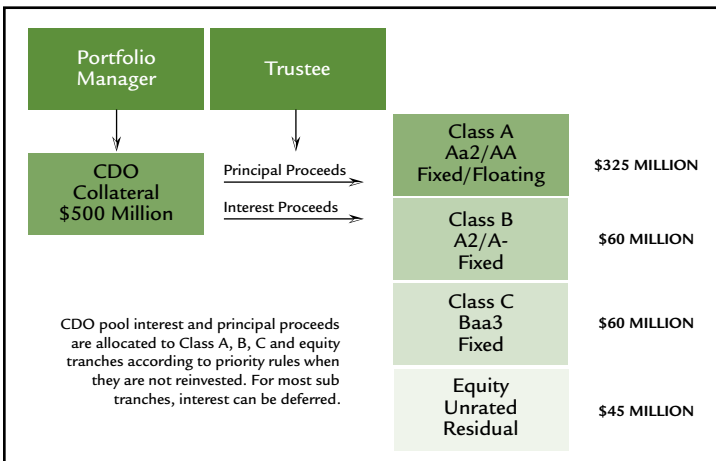 Portfolio
Manager
Trustee
CDO
Collateral
$500 Million
Principal Proceeds
Interest Proceeds
Class A
Aa2/AA
Fixed/Floating
$325 MILLION
Class B
A2/A-
Fixed
$60 MILLION
Class C
Baa3
Fixed
$60 MILLION
Equity
Unrated
Residual
$45 MILLION
CDO pool interest and principal proceeds
are allocated to Class A, B, C and equity
tranches according to priority rules when
they are not reinvested. For most sub
tranches, interest can be deferred.